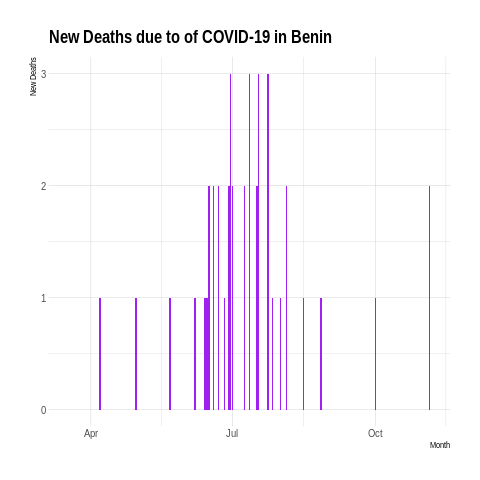 New Deaths due to of COVID-19 in Benin
New Deaths
3
2
1
0
Apr Jul Oct
Month